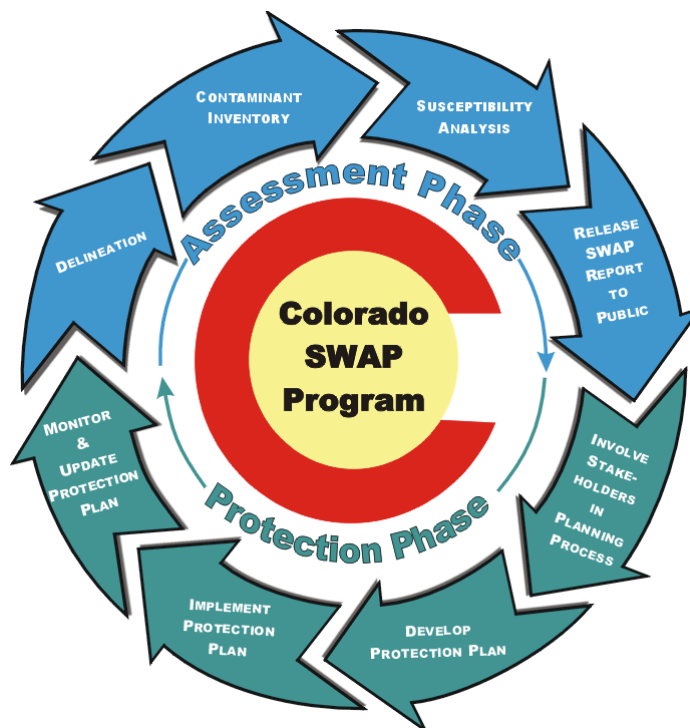 CONTAMINANT
INVENTORY
SUSCEPTIBILITY
ANALYSIS
RELEASE
SWAP
REPORT
TO
PUBLIC
INVOLVE
STAKE-
HOLDERS
IN
PLANNING
PROCESS
DEVELOP
PROTECTION PLAN
IMPLEMENT
PROTECTION
PLAN
MONITOR
&
UPDATE
PROTECTION
PLAN
DELINEATION
Assessment Phase
Colorado
SWAP
Program
Protection Phase